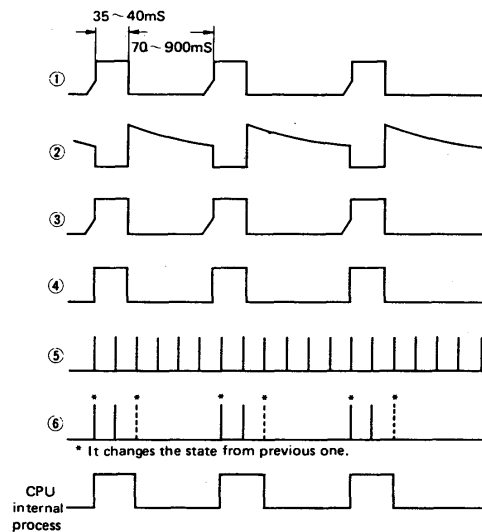 35～40mS
70～900mS
①
②
③
④
⑤
* * * * * *
⑥
* It changes the state from previous one.
CPU
internal
process